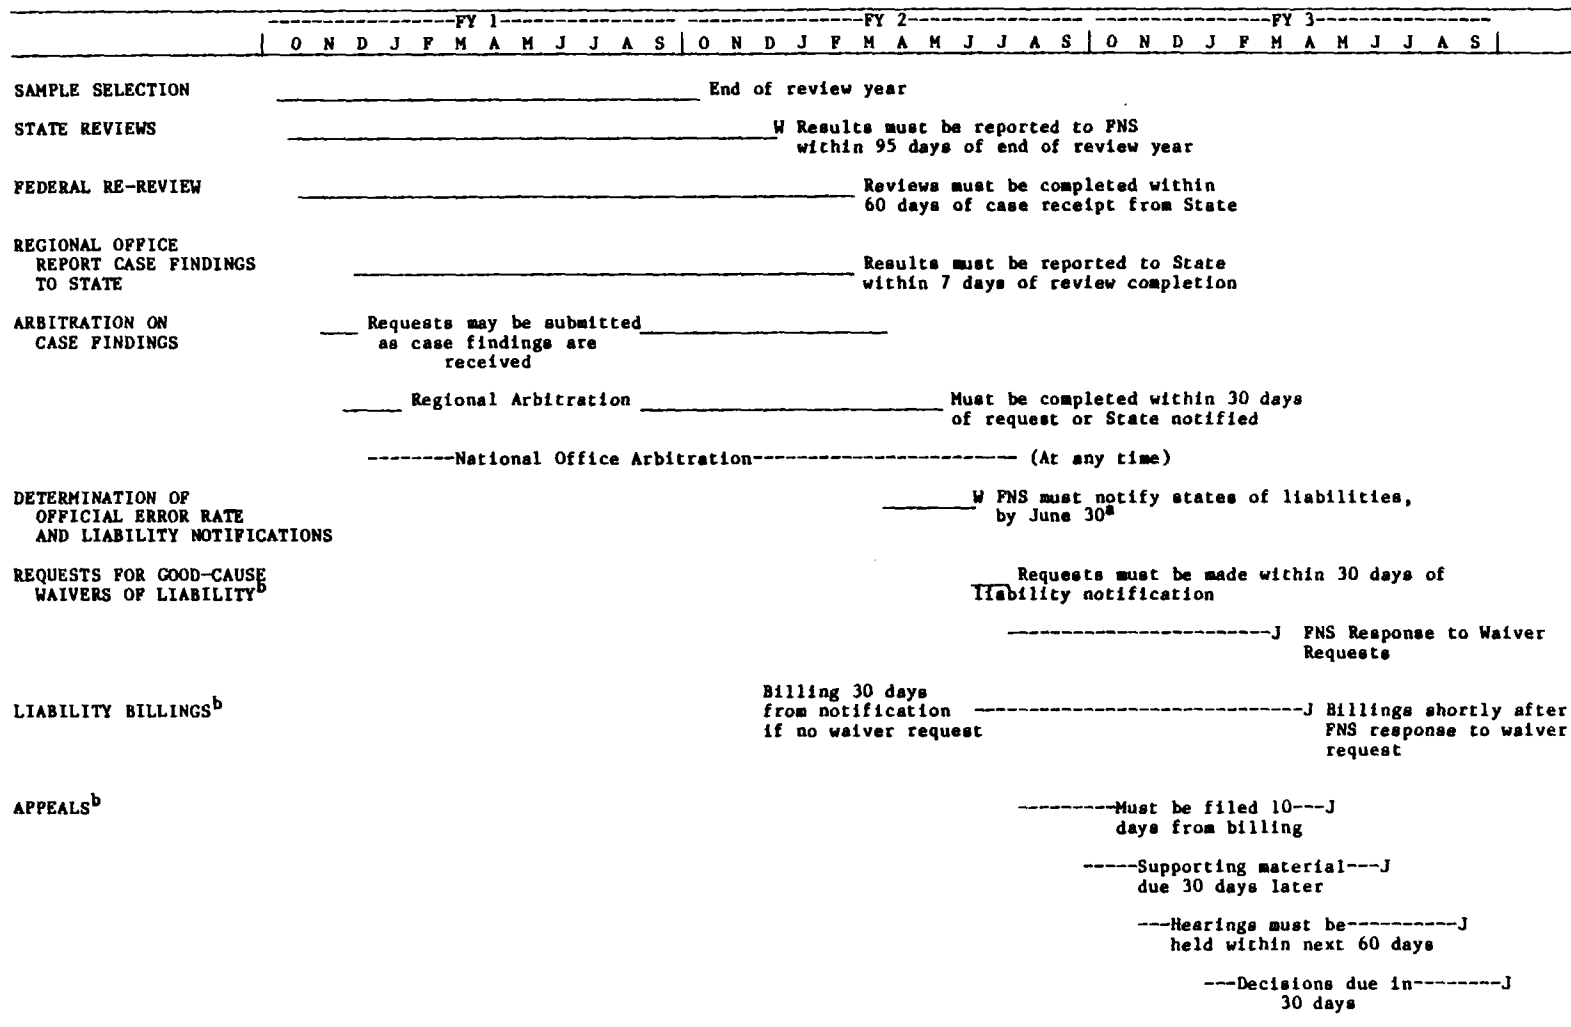 FY 1 FY 2 FY 3
O N D J F M A M J J A S O N D J F M A M J J A S O N D J F M A M J J A S
SAMPLE SELECTION End of review year
STATE REVIEWS W Results must be reported to FNS
within 95 days of end of review year
FEDERAL RE-REVIEW Reviews must be completed within
60 days of case receipt from State
REGIONAL OFFICE
REPORT CASE FINDINGS Results must be reported to State
TO STATE within 7 days of review completion
ARBITRATION ON Requests may be submitted
CASE FINDINGS as case findings are
received
Regional Arbitration Must be completed within 30 days
of request or State notified
National Office Arbitration (At any time)
DETERMINATION OF W FNS must notify states of liabilities,
OFFICIAL ERROR RATE by June 30a
AND LIABILITY NOTIFICATIONS
REQUESTS FOR GOOD-CAUSE Requests must be made within 30 days of
WAIVERS OF LIABILITYb liability notification
J FNS Response to Waiver
Requests
Billing 30 days
LIABILITY BILLINGSb from notification J Billings shortly after
if no waiver request FNS response to waiver
request
APPEALSb Must be filed 10---J
days from billing
Supporting material---J
due 30 days later
Hearings must be----------J
held within next 60 days
Decisions due in--------J
30 days